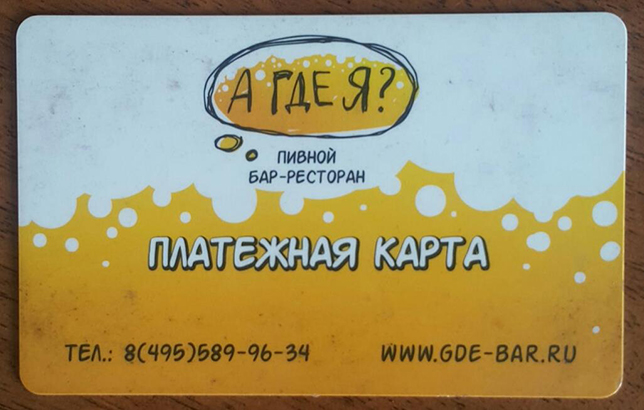 А ГДЕ Я?
ПИВНОЙ
БАР-РЕСТОРАН
ПЛАТЕЖНАЯ КАРТА
ТЕЛ.: 8(495)589-96-34 WWW.GDE-BAR.RU